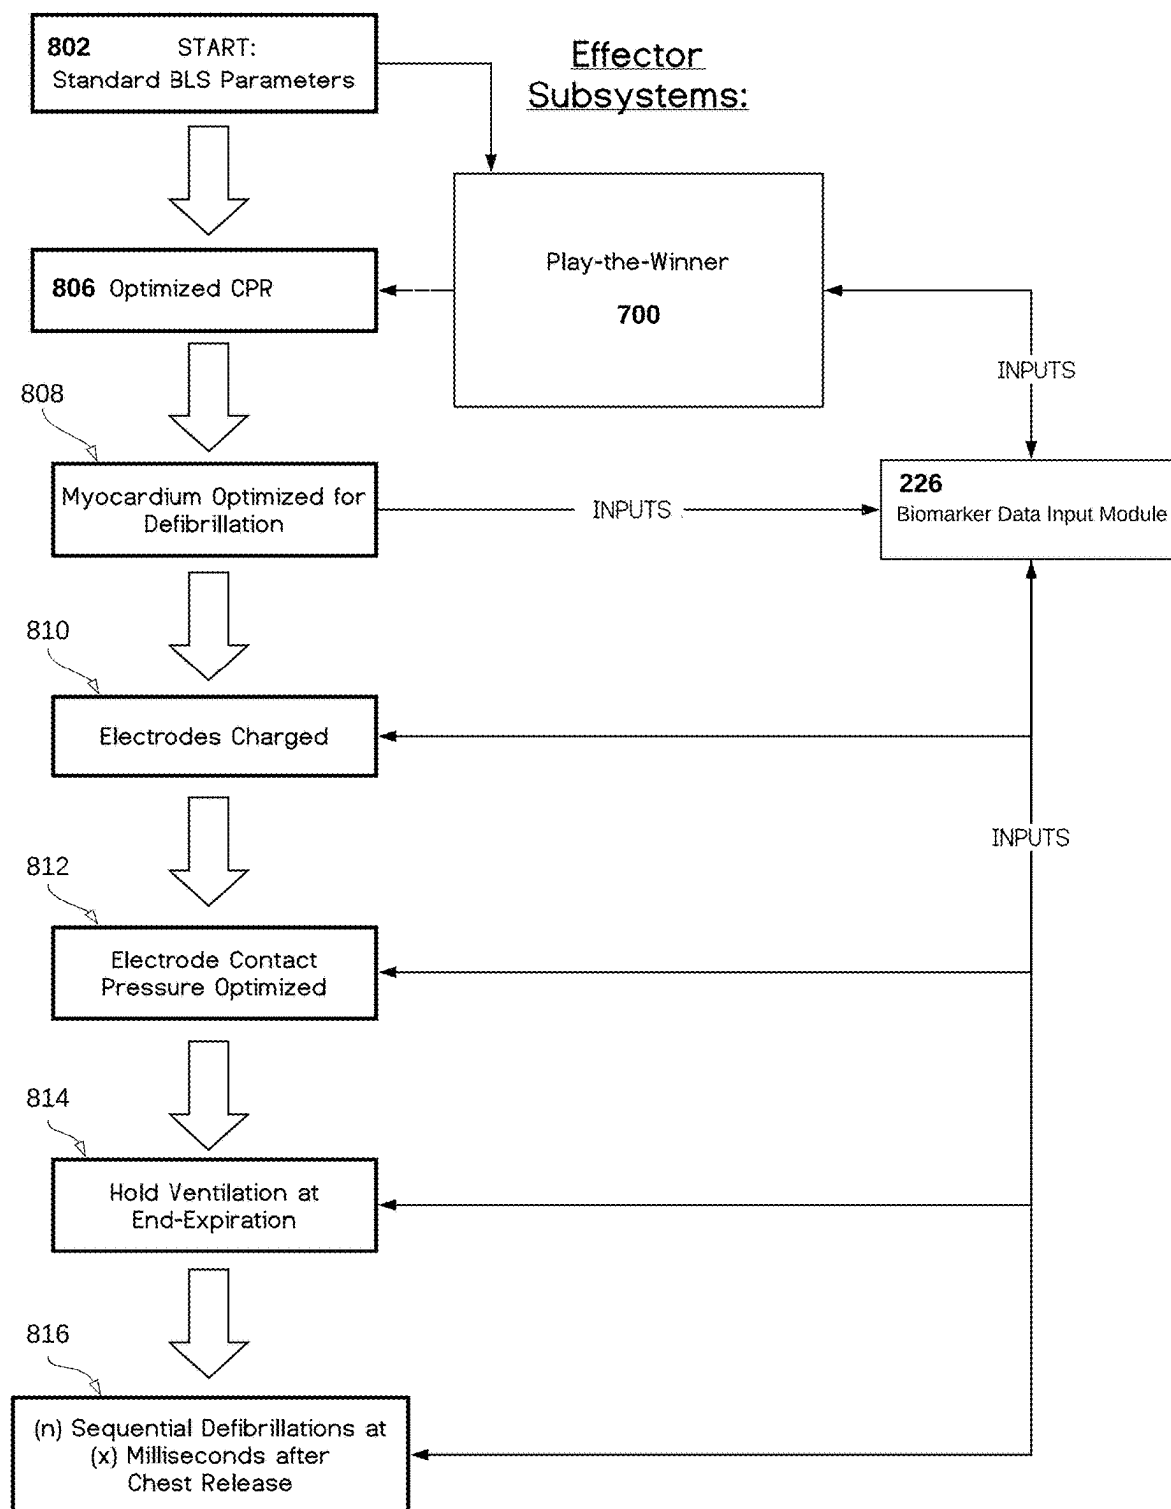 802 START:
Standard BLS Parameters
Effector
Subsystems:
Play-the-Winner
700
806 Optimized CPR
INPUTS
808
Myocardium Optimized for
Defibrillation
INPUTS
226
Biomarker Data Input Module
810
Electrodes Charged
INPUTS
812
Electrode Contact
Pressure Optimized
814
Hold Ventilation at
End-Expiration
816
(n) Sequential Defibrillations at
(x) Milliseconds after
Chest Release